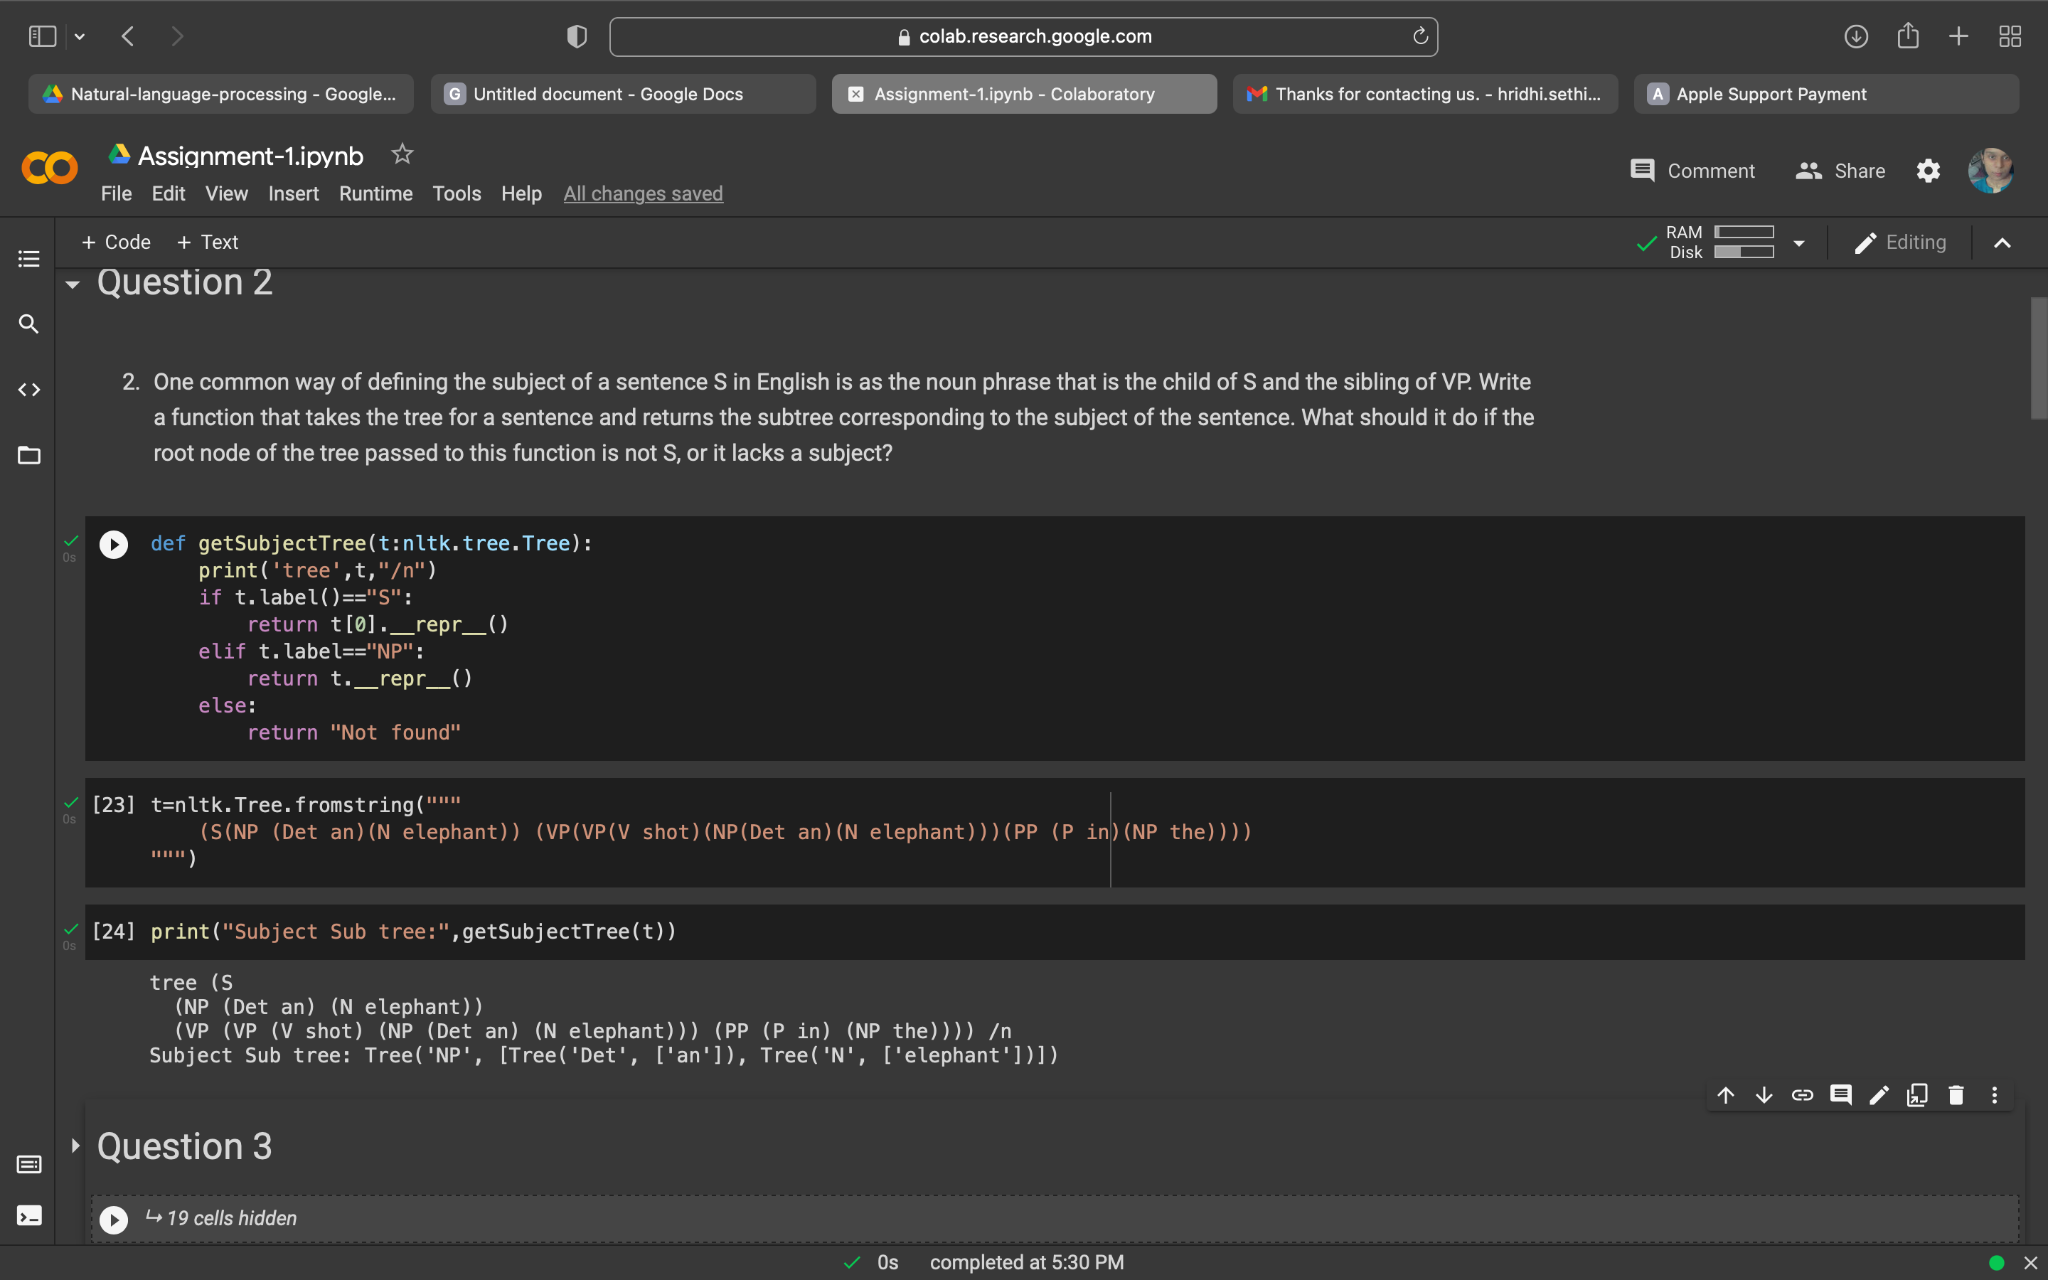 colab.research.google.com
Natural-language-processing - Google...
G Untitled document - Google Docs
Assignment-1.ipynb - Colaboratory
Thanks for contacting us. - hridhi.sethi...
A Apple Support Payment
Assignment-1.ipynb
Comment
Share
File Edit View Insert Runtime Tools Help All changes saved
+ Code + Text
RAM
Disk
Editing
Question 2
2. One common way of defining the subject of a sentence S in English is as the noun phrase that is the child of S and the sibling of VP. Write
a function that takes the tree for a sentence and returns the subtree corresponding to the subject of the sentence. What should it do if the
root node of the tree passed to this function is not S, or it lacks a subject?
0s
def getSubjectTree(t:nltk.tree.Tree):
    print('tree',t,"/n")
    if t.label()=="S":
        return t[0].__repr__()
    elif t.label=="NP":
        return t.__repr__()
    else:
        return "Not found"
0s
[23] t=nltk.Tree.fromstring("""
    (S(NP (Det an)(N elephant)) (VP(VP(V shot)(NP(Det an)(N elephant)))(PP (P in)(NP the))))
""")
0s
[24] print("Subject Sub tree:",getSubjectTree(t))
tree (S
  (NP (Det an) (N elephant))
  (VP (VP (V shot) (NP (Det an) (N elephant))) (PP (P in) (NP the)))) /n
Subject Sub tree: Tree('NP', [Tree('Det', ['an']), Tree('N', ['elephant'])])
Question 3
19 cells hidden
0s completed at 5:30 PM